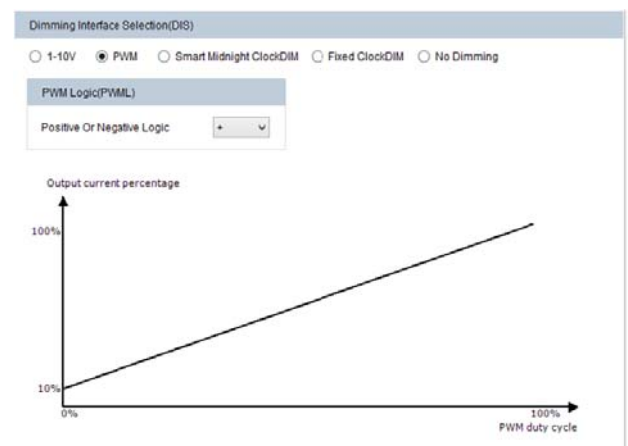 Dimming Interface Selection(DIS)
1-10V PWM Smart Midnight ClockDIM Fixed ClockDIM No Dimming
PWM Logic(PWML)
Positive Or Negative Logic +
Output current percentage
100%
10%
0% 100%
PWM duty cycle